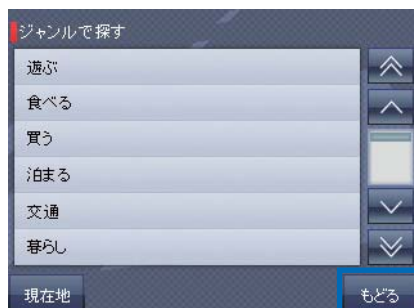 ジャンルで探す
遊ぶ
食べる
買う
泊まる
交通
暮らし
現在地
もどる